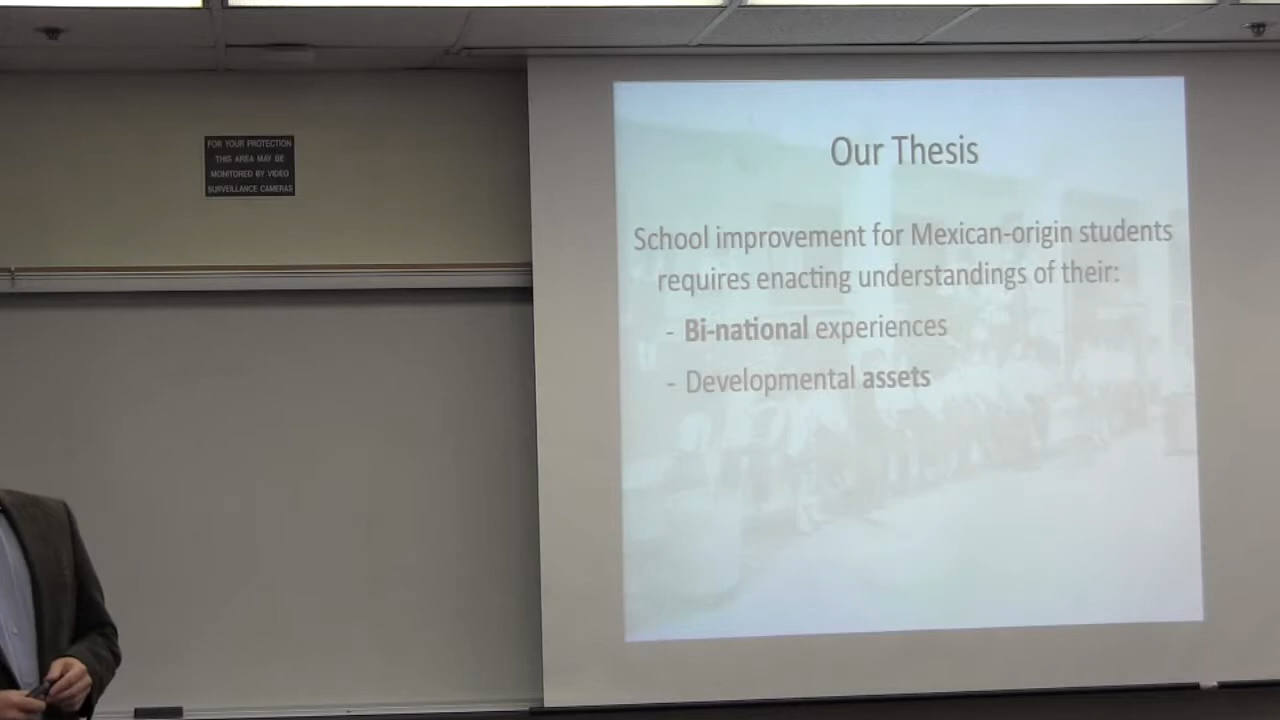 FOR YOUR PROTECTION
THIS AREA MAY BE
MONITORED BY VIDEO
SURVEILLANCE CAMERAS
Our Thesis
School improvement for Mexican-origin students
requires enacting understandings of their:
- Bi-national experiences
- Developmental assets